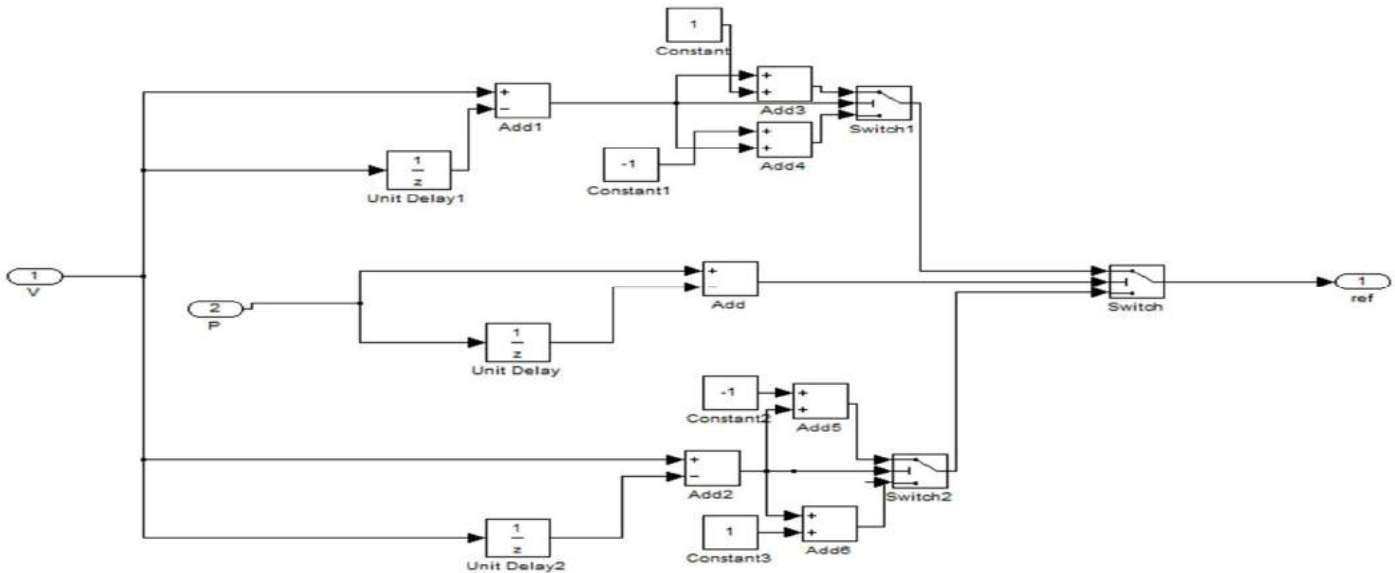 1
Constant
+
+
Add3
+
−
Add1
Switch1
+
+
Add4
-1
Constant1
1
z
Unit Delay1
1
V
2
P
+
−
Add
Switch
1
ref
1
z
Unit Delay
-1
Constant2
+
+
Add5
+
−
Add2
Switch2
1
Constant3
+
+
Add6
1
z
Unit Delay2